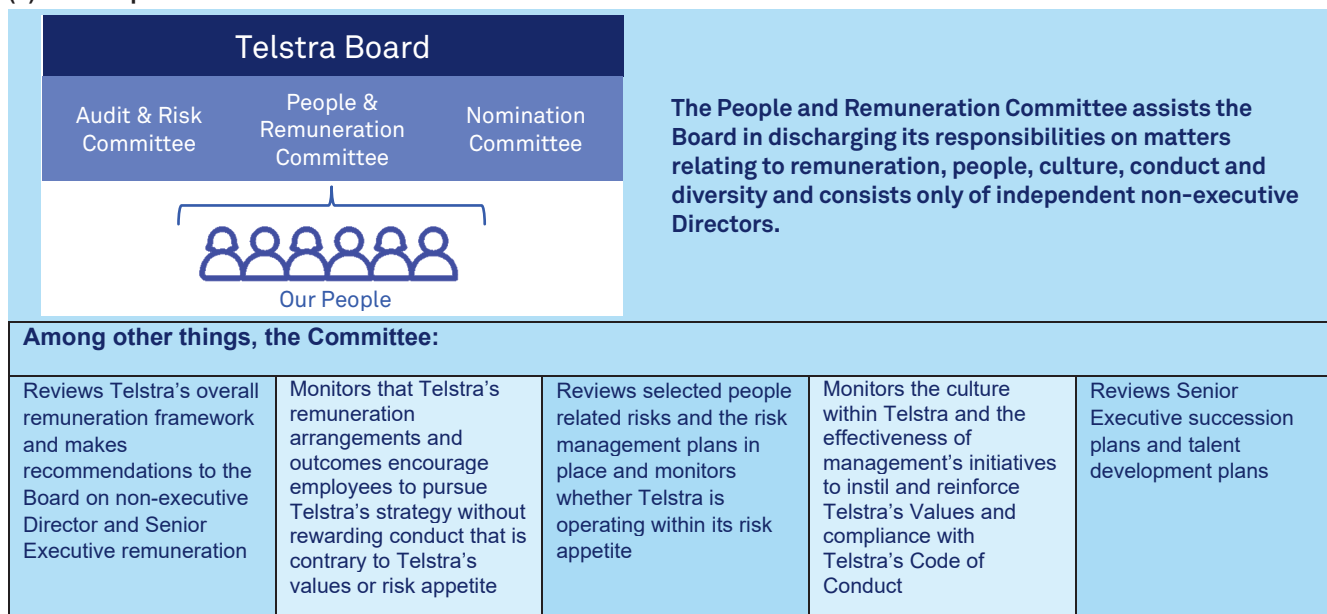 Telstra Board
Audit & Risk
Committee
People &
Remuneration
Committee
Nomination
Committee
Our People
The People and Remuneration Committee assists the
Board in discharging its responsibilities on matters
relating to remuneration, people, culture, conduct and
diversity and consists only of independent non-executive
Directors.
Among other things, the Committee:
Reviews Telstra’s overall
remuneration framework
and makes
recommendations to the
Board on non-executive
Director and Senior
Executive remuneration
Monitors that Telstra’s
remuneration
arrangements and
outcomes encourage
employees to pursue
Telstra’s strategy without
rewarding conduct that is
contrary to Telstra’s
values or risk appetite
Reviews selected people
related risks and the risk
management plans in
place and monitors
whether Telstra is
operating within its risk
appetite
Monitors the culture
within Telstra and the
effectiveness of
management’s initiatives
to instil and reinforce
Telstra’s Values and
compliance with
Telstra’s Code of
Conduct
Reviews Senior
Executive succession
plans and talent
development plans